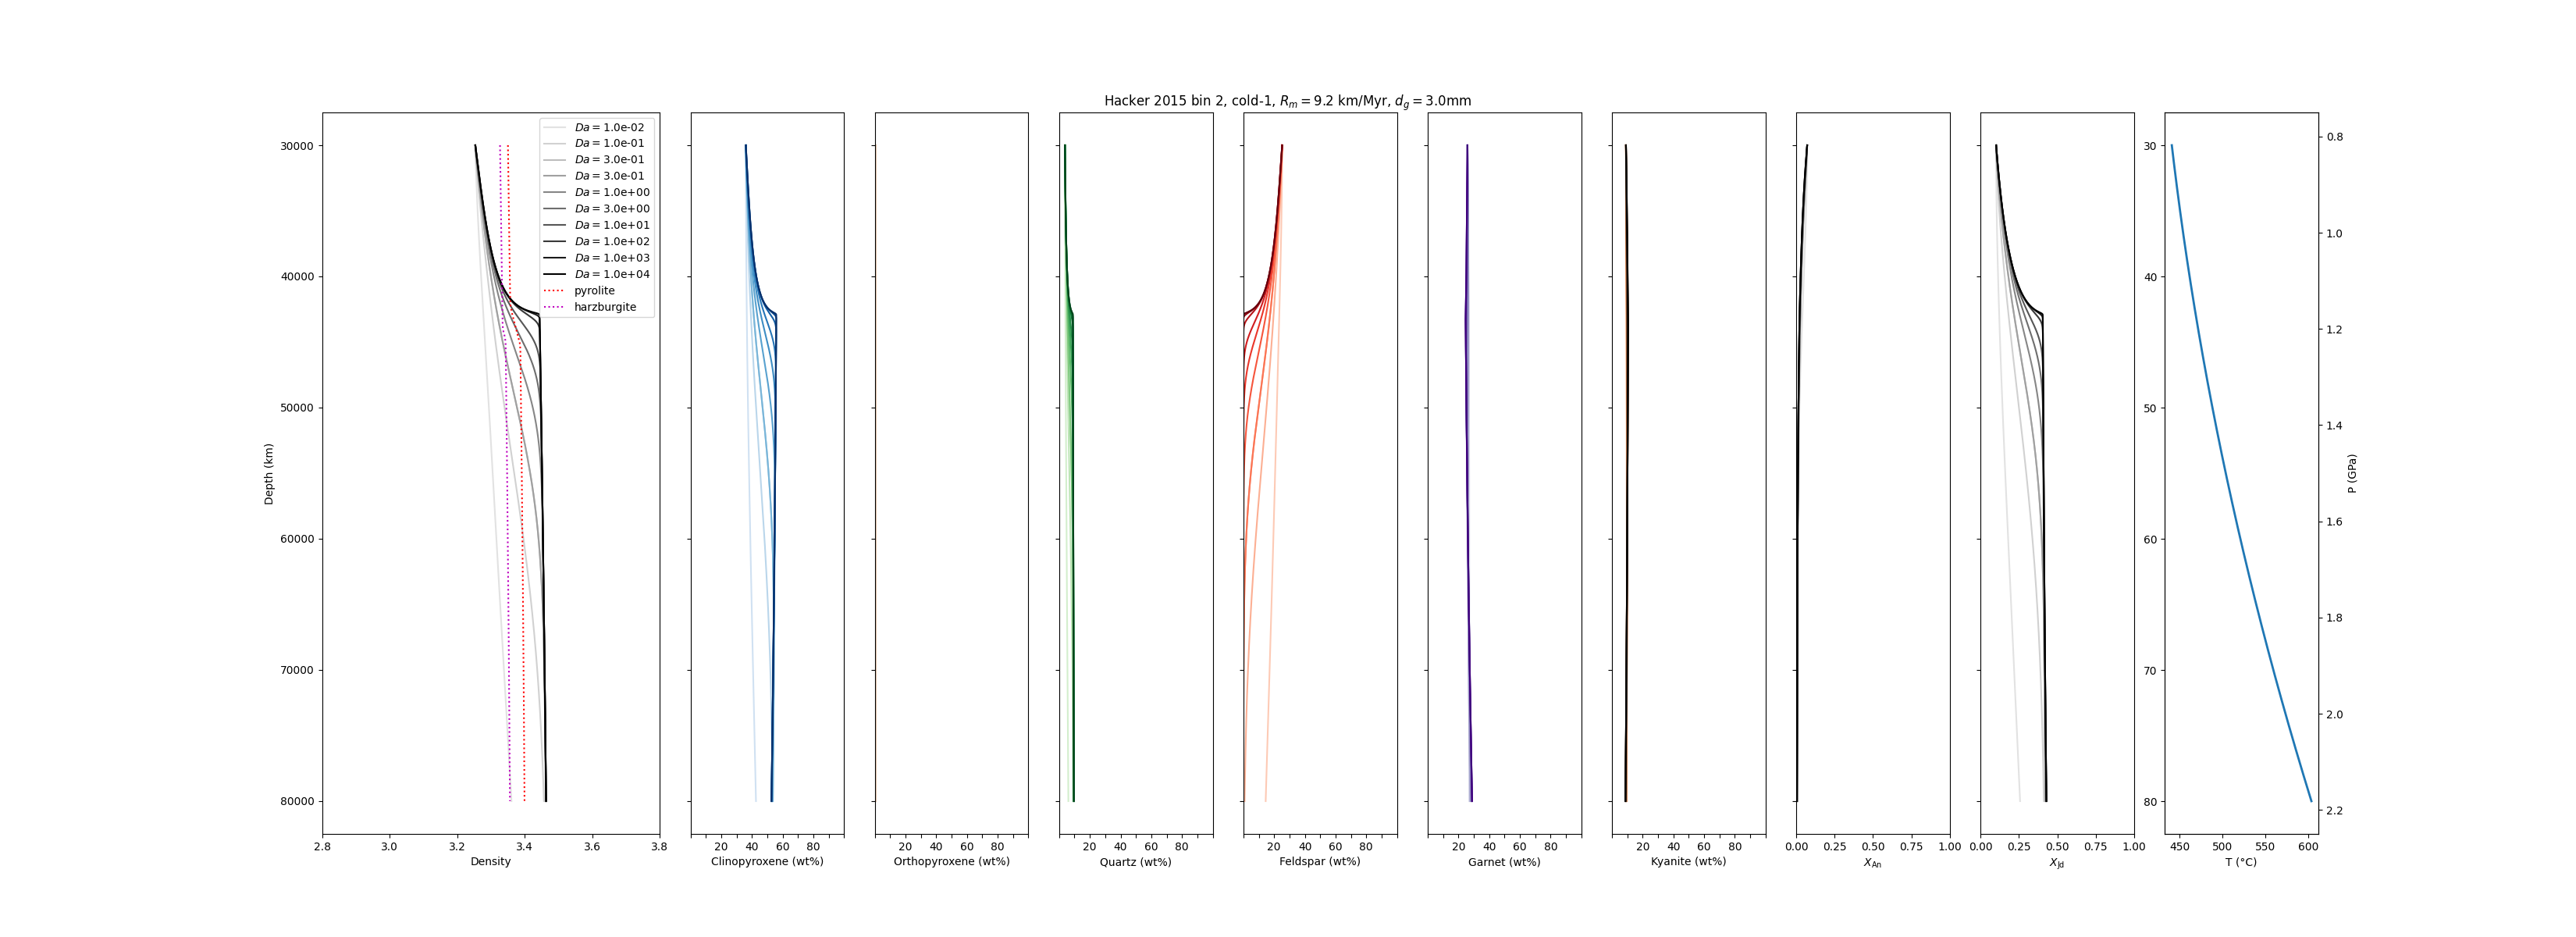 Hacker 2015 bin 2, cold-1, R_m = 9.2 km/Myr, d_g = 3.0mm
Da = 1.0e-02
Da = 1.0e-01
Da = 3.0e-01
Da = 3.0e-01
Da = 1.0e+00
Da = 3.0e+00
Da = 1.0e+01
Da = 1.0e+02
Da = 1.0e+03
Da = 1.0e+04
pyrolite
harzburgite
Depth (km)
30000
40000
50000
60000
70000
80000
2.8 3.0 3.2 3.4 3.6 3.8
Density
20 40 60 80
Clinopyroxene (wt%)
20 40 60 80
Orthopyroxene (wt%)
20 40 60 80
Quartz (wt%)
20 40 60 80
Feldspar (wt%)
20 40 60 80
Garnet (wt%)
20 40 60 80
Kyanite (wt%)
0.00 0.25 0.50 0.75 1.00
X_An
0.00 0.25 0.50 0.75 1.00
X_Jd
30
40
50
60
70
80
450 500 550 600
T (°C)
0.8
1.0
1.2
1.4
1.6
1.8
2.0
2.2
P (GPa)